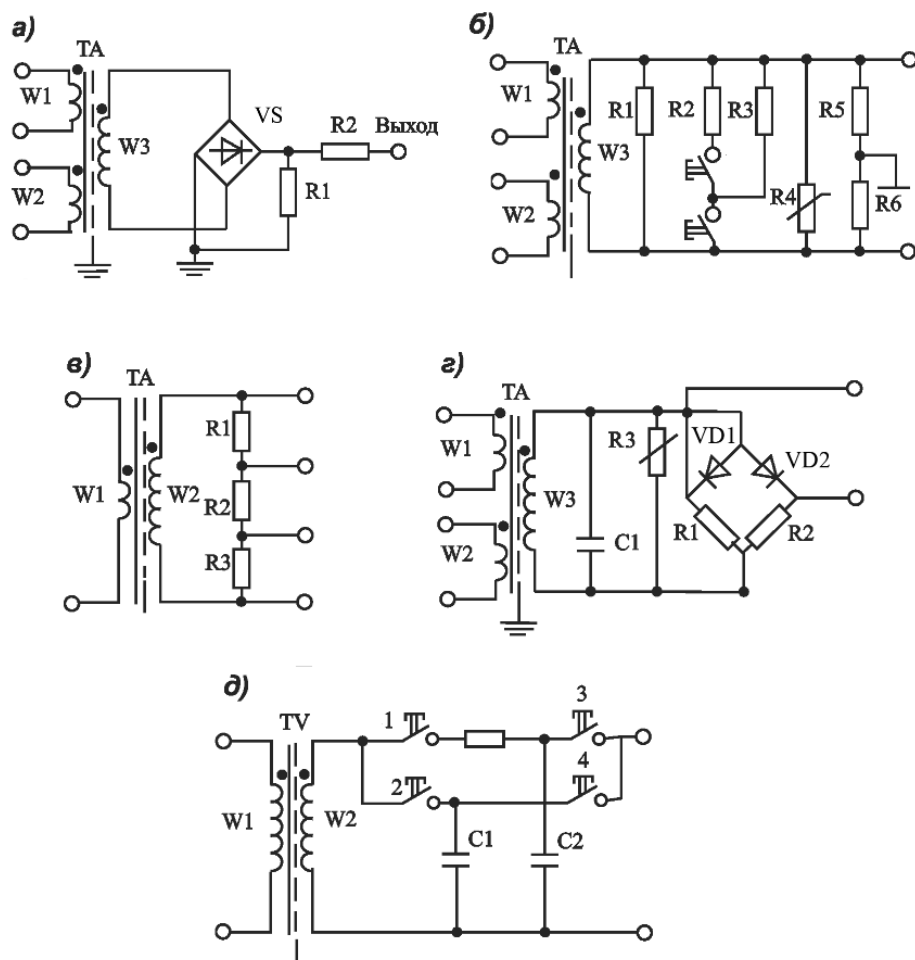 а)
TA
W1
W2
W3
VS
R2
Выход
R1
б)
TA
W1
W2
W3
R1
R2
R3
R4
R5
R6
в)
TA
W1
W2
R1
R2
R3
г)
TA
W1
W2
W3
C1
R3
VD1
VD2
R1
R2
д)
TV
W1
W2
1
2
3
4
C1
C2